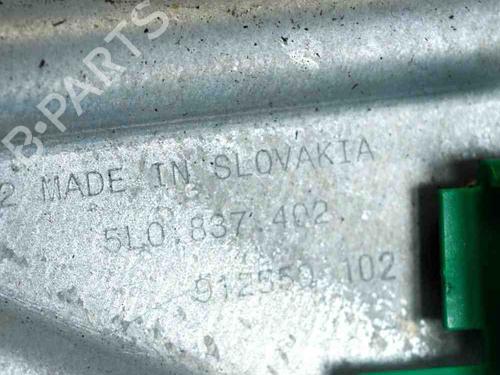 B-PARTS
2 MADE IN SLOVAKIA
5L0.837.402
912550.102